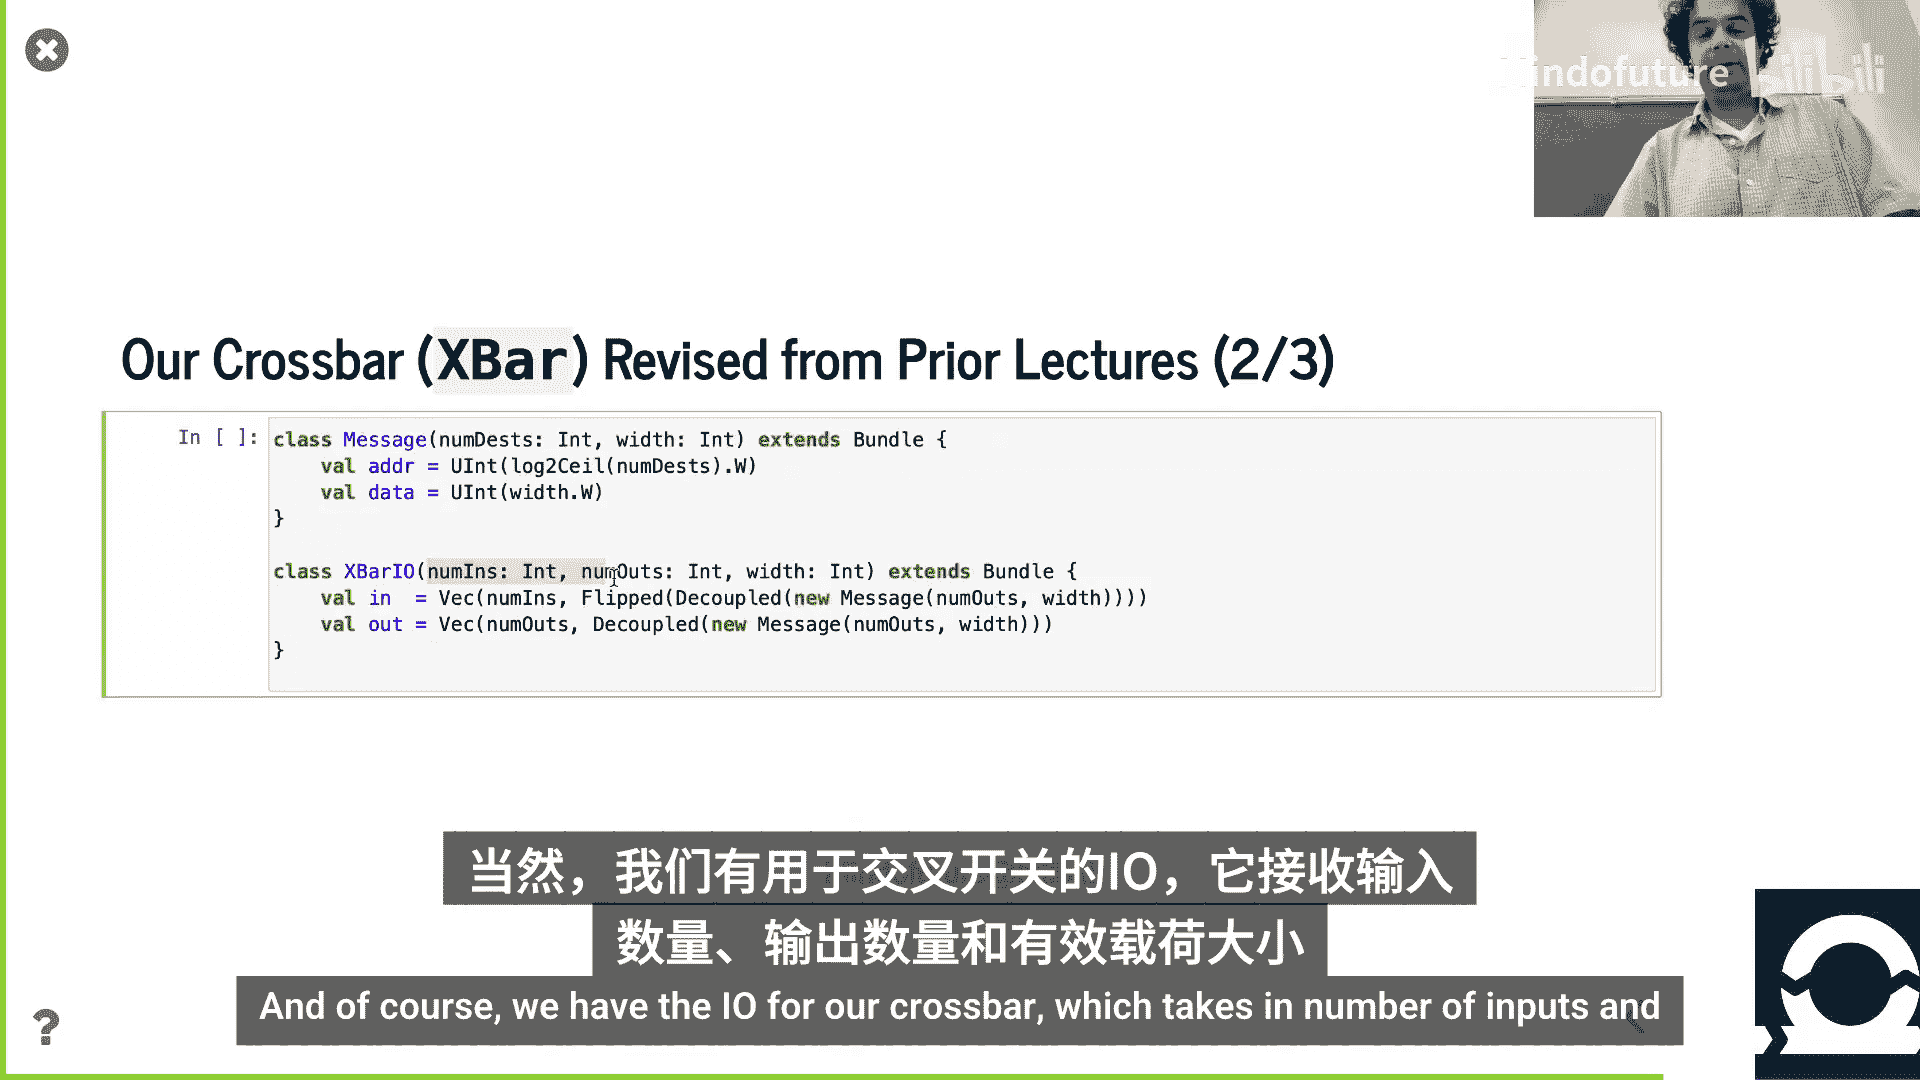 indofuture bilibili
Our Crossbar (XBar) Revised from Prior Lectures (2/3)
In [ ]:
class Message(numDests: Int, width: Int) extends Bundle {
    val addr = UInt(log2Ceil(numDests).W)
    val data = UInt(width.W)
}
class XBarIO(numIns: Int, numOuts: Int, width: Int) extends Bundle {
    val in  = Vec(numIns, Flipped(Decoupled(new Message(numOuts, width))))
    val out = Vec(numOuts, Decoupled(new Message(numOuts, width)))
}
当然，我们有用于交叉开关的IO，它接收输入
数量、输出数量和有效载荷大小
And of course, we have the IO for our crossbar, which takes in number of inputs and
?